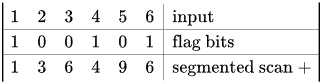 1 2 3 4 5 6 input
1 0 0 1 0 1 flag bits
1 3 6 4 9 6 segmented scan +